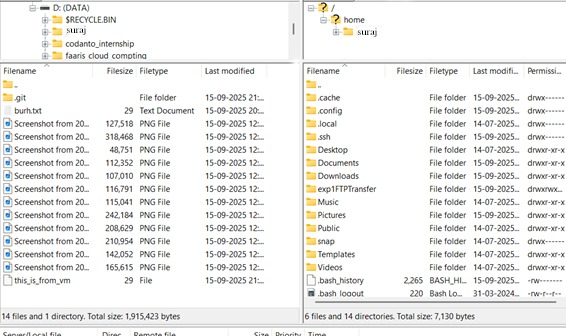 D: (DATA)
$RECYCLE.BIN
suraj
codanto_internship
faaris cloud compting
/
home
suraj
Filename Filesize Filetype Last modified
..
.git File folder 15-09-2025 21:...
burh.txt 29 Text Document 15-09-2025 20:...
Screenshot from 20... 127,518 PNG File 15-09-2025 12:...
Screenshot from 20... 318,468 PNG File 15-09-2025 12:...
Screenshot from 20... 48,751 PNG File 15-09-2025 12:...
Screenshot from 20... 112,352 PNG File 15-09-2025 12:...
Screenshot from 20... 107,010 PNG File 15-09-2025 12:...
Screenshot from 20... 116,791 PNG File 15-09-2025 12:...
Screenshot from 20... 115,041 PNG File 15-09-2025 12:...
Screenshot from 20... 242,184 PNG File 15-09-2025 12:...
Screenshot from 20... 208,629 PNG File 15-09-2025 12:...
Screenshot from 20... 210,954 PNG File 15-09-2025 12:...
Screenshot from 20... 142,052 PNG File 15-09-2025 12:...
Screenshot from 20... 165,615 PNG File 15-09-2025 12:...
this_is_from_vm 29 File 15-09-2025 21:...
14 files and 1 directory. Total size: 1,915,423 bytes
Filename Filesize Filetype Last modifi... Permissi...
..
.cache File folder 15-09-2025... drwx------
.config File folder 15-09-2025... drwx------
.local File folder 14-07-2025... drwx------
.ssh File folder 15-09-2025... drwx------
Desktop File folder 14-07-2025... drwxr-xr-x
Documents File folder 15-09-2025... drwxr-xr-x
Downloads File folder 15-09-2025... drwxr-xr-x
exp1FTPTransfer File folder 15-09-2025... drwxrwx...
Music File folder 14-07-2025... drwxr-xr-x
Pictures File folder 15-09-2025... drwxr-xr-x
Public File folder 14-07-2025... drwxr-xr-x
snap File folder 14-07-2025... drwx------
Templates File folder 14-07-2025... drwxr-xr-x
Videos File folder 14-07-2025... drwxr-xr-x
.bash_history 2,265 BASH_HI... 15-09-2025... -rw-------
.bash_logout 220 Bash Lo... 31-03-2024... -rw-r--r--
6 files and 14 directories. Total size: 7,130 bytes
Server/Local file Direc Remote file Size Priority Time